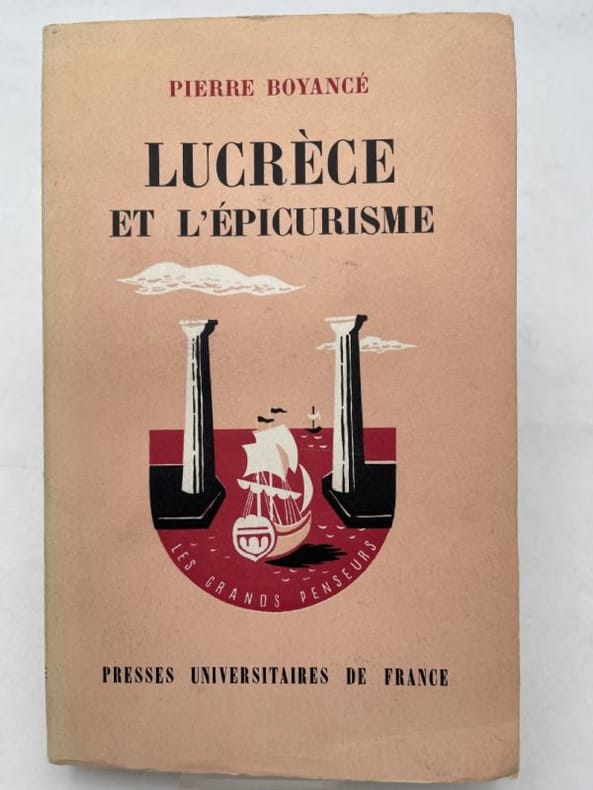 PIERRE BOYANCÉ
LUCRÈCE
ET L'ÉPICURISME
LES GRANDS PENSEURS
PRESSES UNIVERSITAIRES DE FRANCE